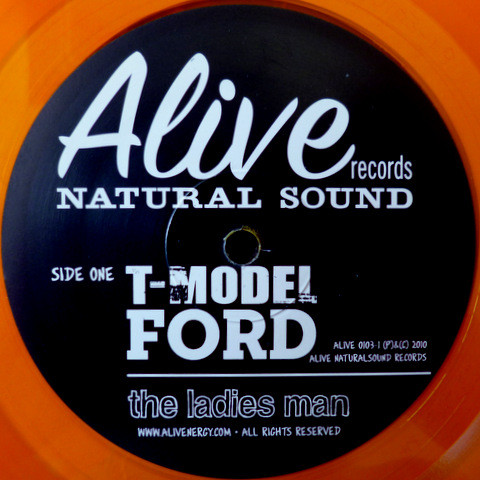 Alive
records
NATURAL SOUND
SIDE ONE
T-MODEL
FORD
ALIVE 0103-1 (P)&(C) 2010
ALIVE NATURALSOUND RECORDS
the ladies man
WWW.ALIVENERGY.COM • ALL RIGHTS RESERVED